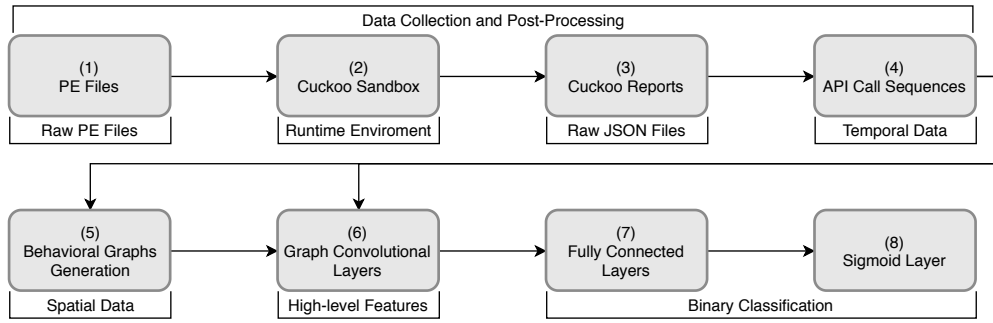 Data Collection and Post-Processing
(1)
PE Files
(2)
Cuckoo Sandbox
(3)
Cuckoo Reports
(4)
API Call Sequences
Raw PE Files
Runtime Enviroment
Raw JSON Files
Temporal Data
(5)
Behavioral Graphs
Generation
(6)
Graph Convolutional
Layers
(7)
Fully Connected
Layers
(8)
Sigmoid Layer
Spatial Data
High-level Features
Binary Classification